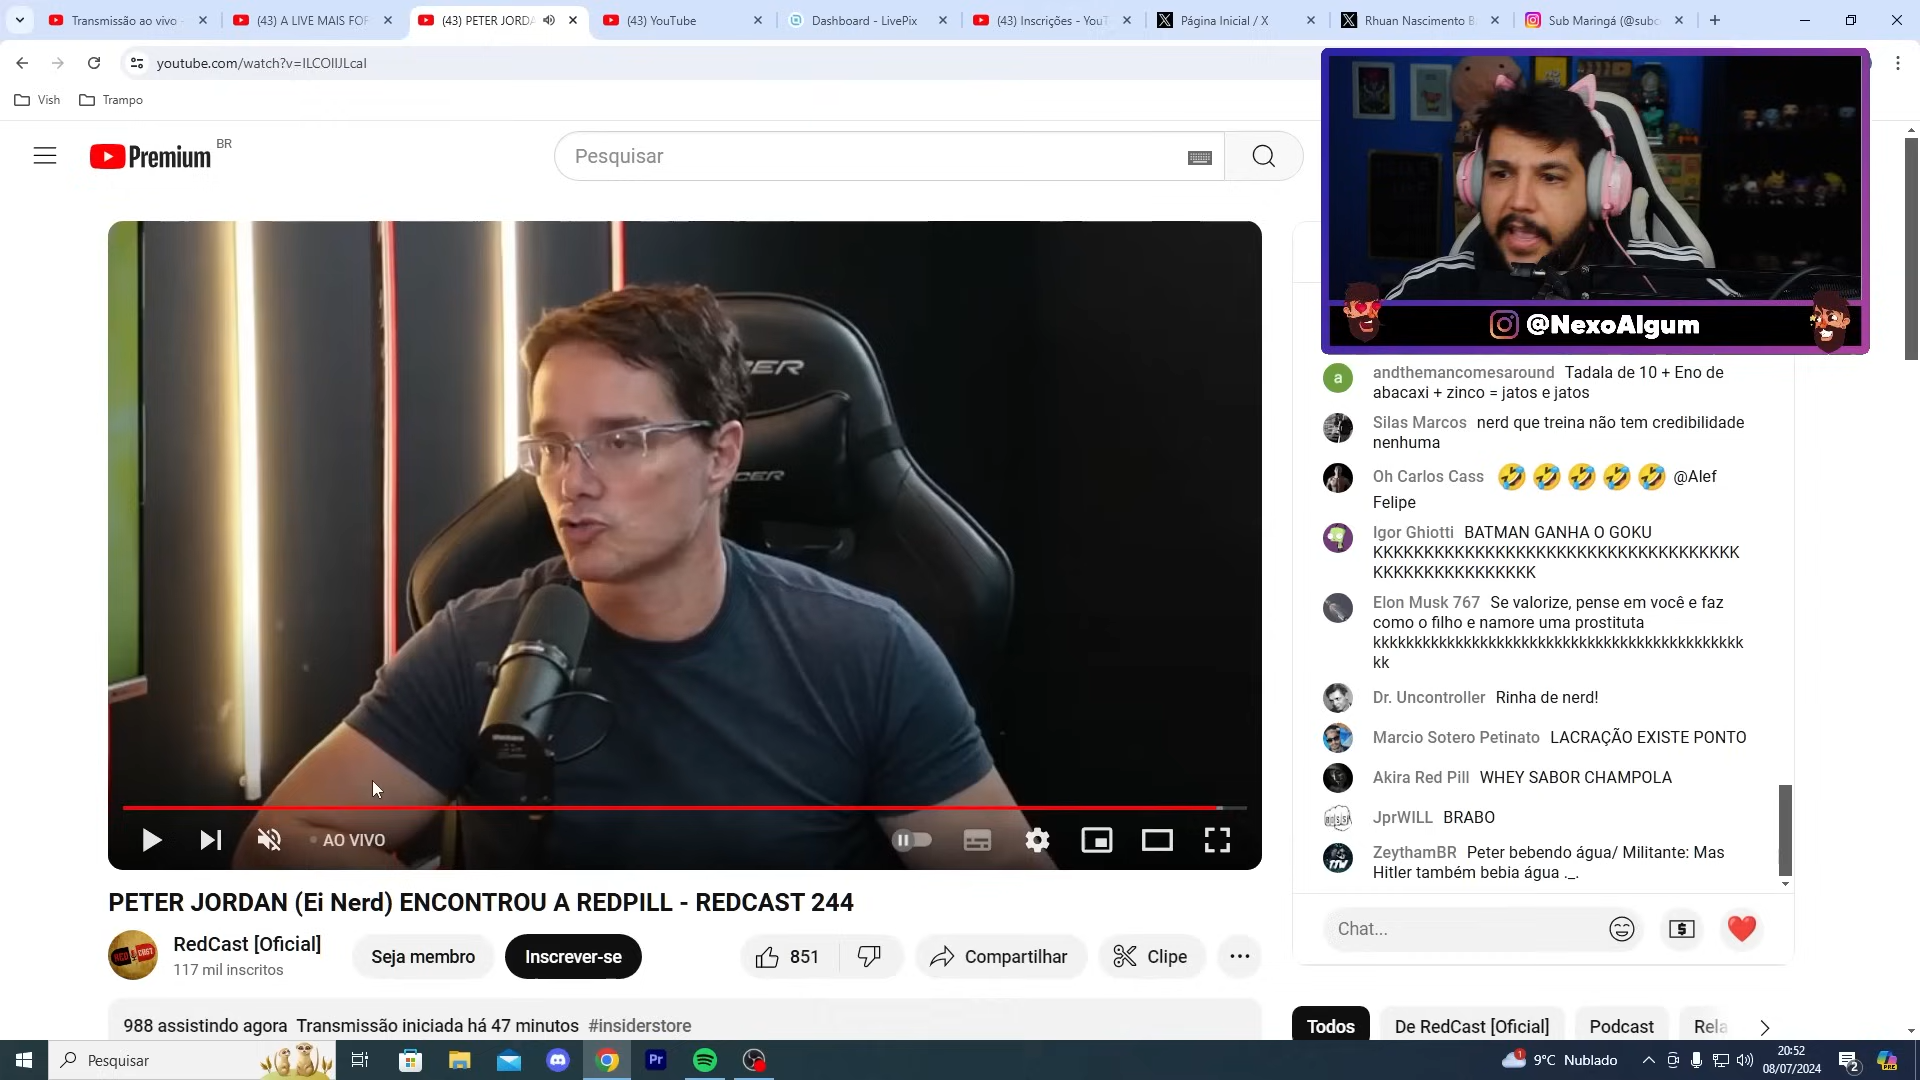 Transmissão ao vivo -
(43) A LIVE MAIS FOR
(43) PETER JORDA
(43) YouTube
Dashboard - LivePix
(43) Inscrições - YouT
Página Inicial / X
Rhuan Nascimento B
Sub Maringá (@subc
youtube.com/watch?v=ILCOIIJLcaI
Vish
Trampo
Premium BR
Pesquisar
@NexoAlgum
andthemancomesaround Tadala de 10 + Eno de
abacaxi + zinco = jatos e jatos
Silas Marcos nerd que treina não tem credibilidade
nenhuma
Oh Carlos Cass 🤣 🤣 🤣 🤣 🤣 @Alef
Felipe
Igor Ghiotti BATMAN GANHA O GOKU
KKKKKKKKKKKKKKKKKKKKKKKKKKKKKKKKKKKK
KKKKKKKKKKKKKKKK
Elon Musk 767 Se valorize, pense em você e faz
como o filho e namore uma prostituta
kkkkkkkkkkkkkkkkkkkkkkkkkkkkkkkkkkkkkkkkkkk
kk
Dr. Uncontroller Rinha de nerd!
Marcio Sotero Petinato LACRAÇÃO EXISTE PONTO
Akira Red Pill WHEY SABOR CHAMPOLA
JprWILL BRABO
ZeythamBR Peter bebendo água/ Militante: Mas
Hitler também bebia água ._.
Chat...
AO VIVO
PETER JORDAN (Ei Nerd) ENCONTROU A REDPILL - REDCAST 244
RedCast [Oficial]
117 mil inscritos
Seja membro
Inscrever-se
851
Compartilhar
Clipe
988 assistindo agora Transmissão iniciada há 47 minutos #insiderstore
Todos
De RedCast [Oficial]
Podcast
Rela
Pesquisar
9°C Nublado
20:52
08/07/2024